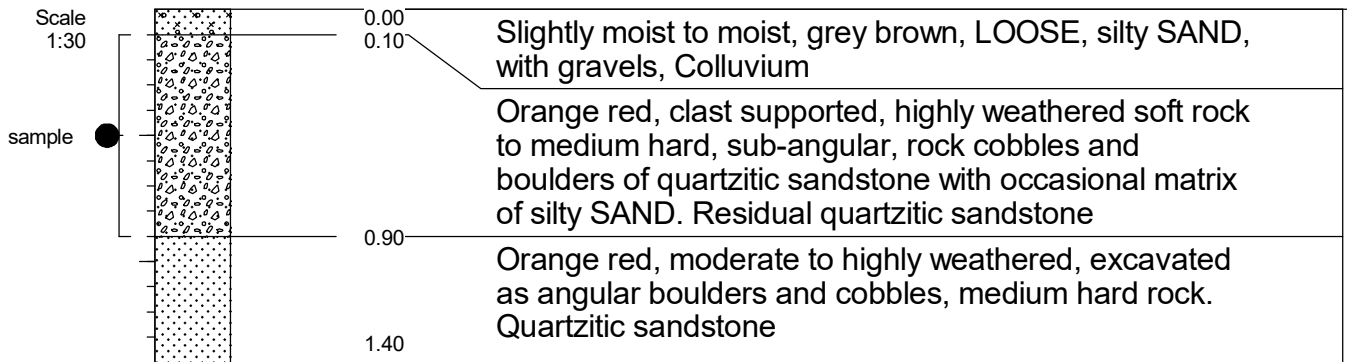 Scale
1:30
0.00
0.10
Slightly moist to moist, grey brown, LOOSE, silty SAND,
with gravels, Colluvium
sample
Orange red, clast supported, highly weathered soft rock
to medium hard, sub-angular, rock cobbles and
boulders of quartzitic sandstone with occasional matrix
of silty SAND. Residual quartzitic sandstone
0.90
Orange red, moderate to highly weathered, excavated
as angular boulders and cobbles, medium hard rock.
Quartzitic sandstone
1.40